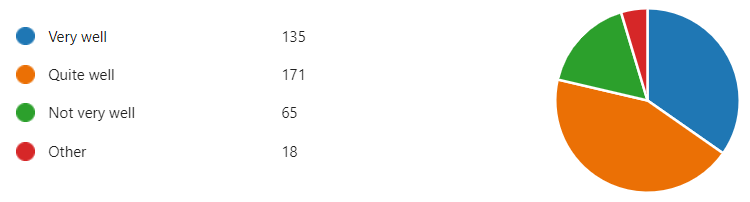 Very well 135
Quite well 171
Not very well 65
Other 18